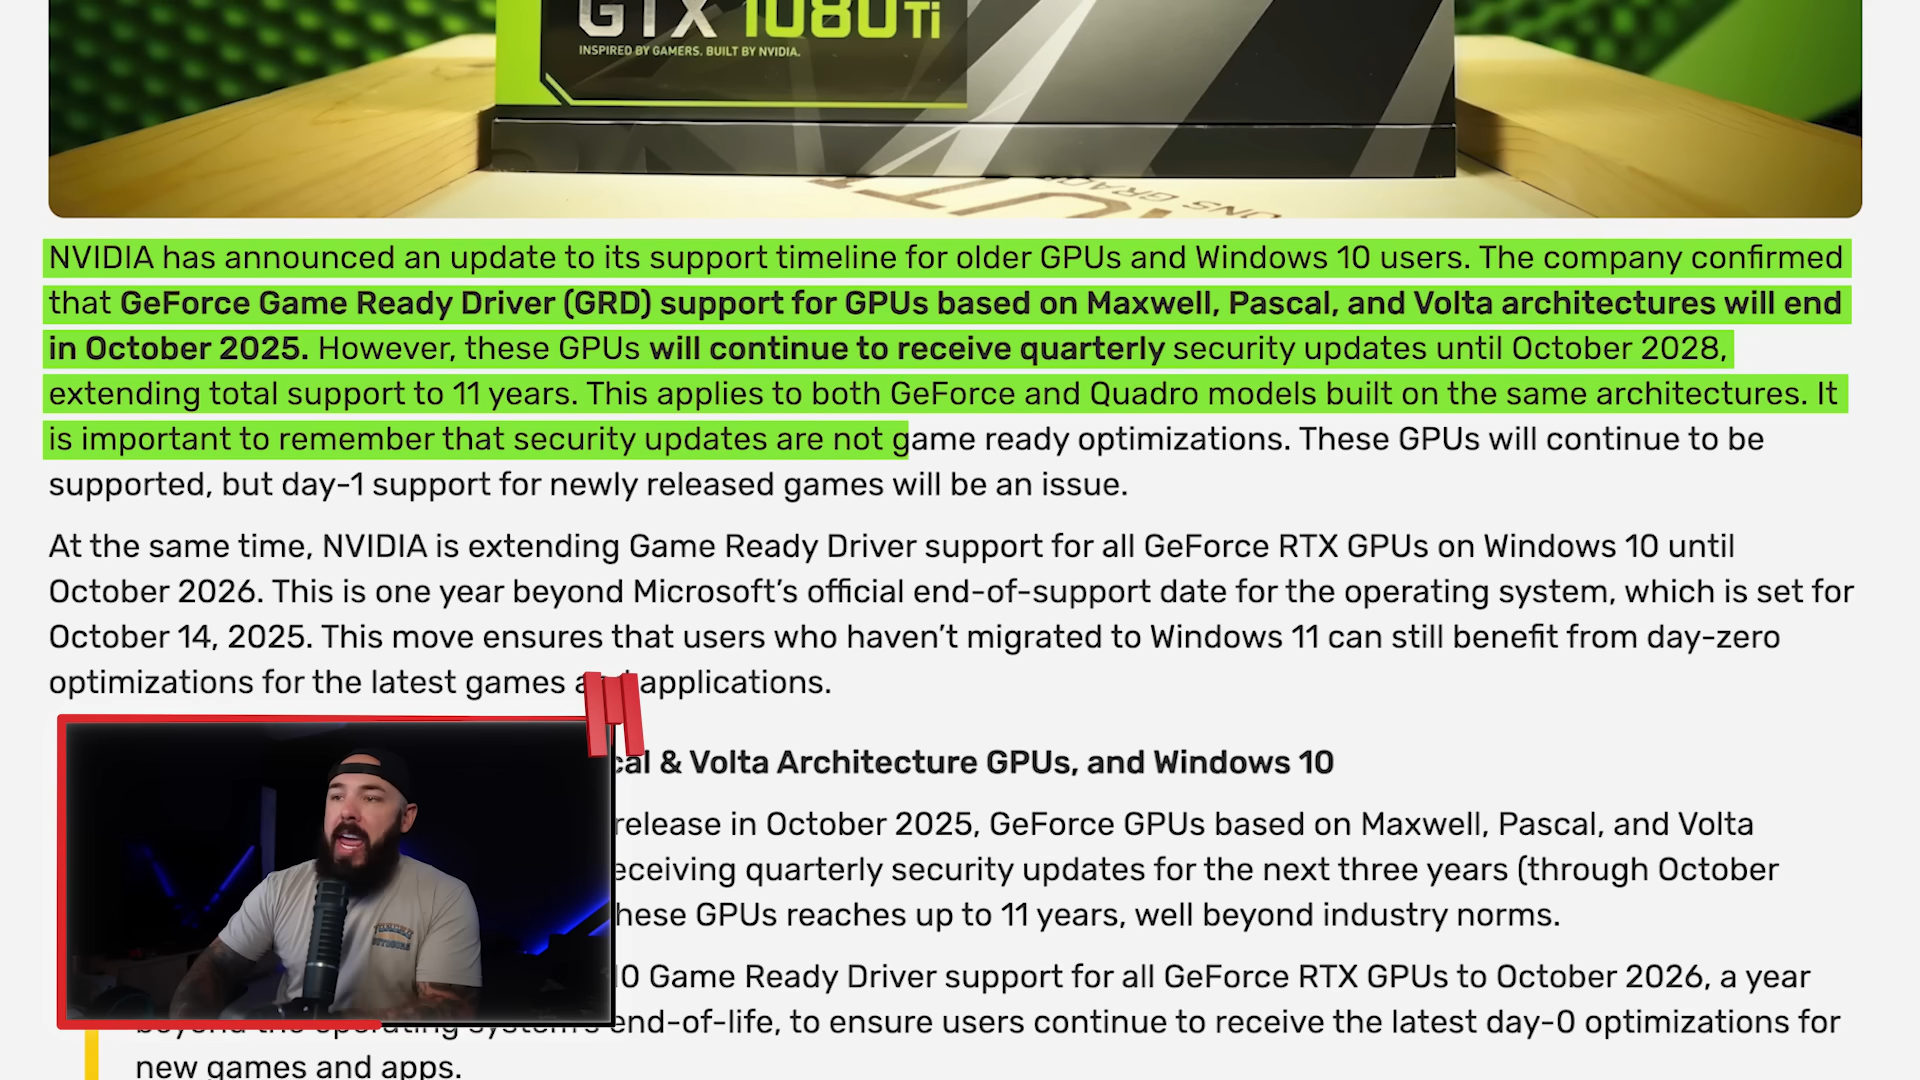 GTX 1080 Ti
INSPIRED BY GAMERS. BUILT BY NVIDIA.
NVIDIA has announced an update to its support timeline for older GPUs and Windows 10 users. The company confirmed
that GeForce Game Ready Driver (GRD) support for GPUs based on Maxwell, Pascal, and Volta architectures will end
in October 2025. However, these GPUs will continue to receive quarterly security updates until October 2028,
extending total support to 11 years. This applies to both GeForce and Quadro models built on the same architectures. It
is important to remember that security updates are not game ready optimizations. These GPUs will continue to be
supported, but day-1 support for newly released games will be an issue.
At the same time, NVIDIA is extending Game Ready Driver support for all GeForce RTX GPUs on Windows 10 until
October 2026. This is one year beyond Microsoft's official end-of-support date for the operating system, which is set for
October 14, 2025. This move ensures that users who haven't migrated to Windows 11 can still benefit from day-zero
optimizations for the latest games and applications.
cal & Volta Architecture GPUs, and Windows 10
release in October 2025, GeForce GPUs based on Maxwell, Pascal, and Volta
eceiving quarterly security updates for the next three years (through October
hese GPUs reaches up to 11 years, well beyond industry norms.
10 Game Ready Driver support for all GeForce RTX GPUs to October 2026, a year
beyond the operating system's end-of-life, to ensure users continue to receive the latest day-0 optimizations for
new games and apps.